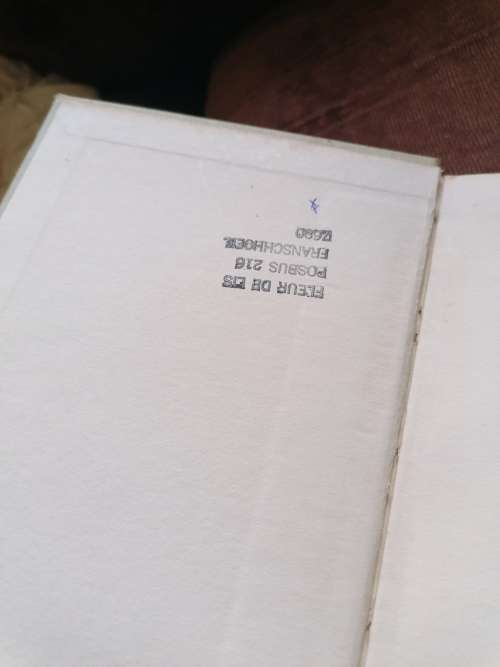 FLEUR DE LIS
POSBUS 216
FRANSCHHOEK
7690